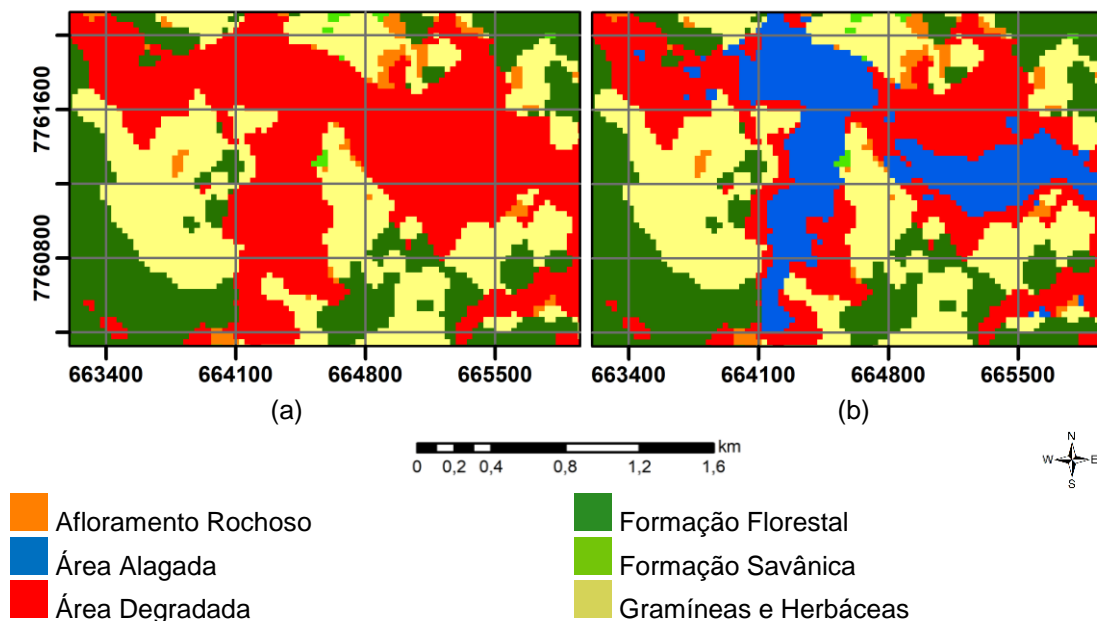 7761600
7760800
663400 664100 664800 665500
663400 664100 664800 665500
(a)
(b)
km
0 0,2 0,4 0,8 1,2 1,6
N
W E
S
Afloramento Rochoso
Área Alagada
Área Degradada
Formação Florestal
Formação Savânica
Gramíneas e Herbáceas